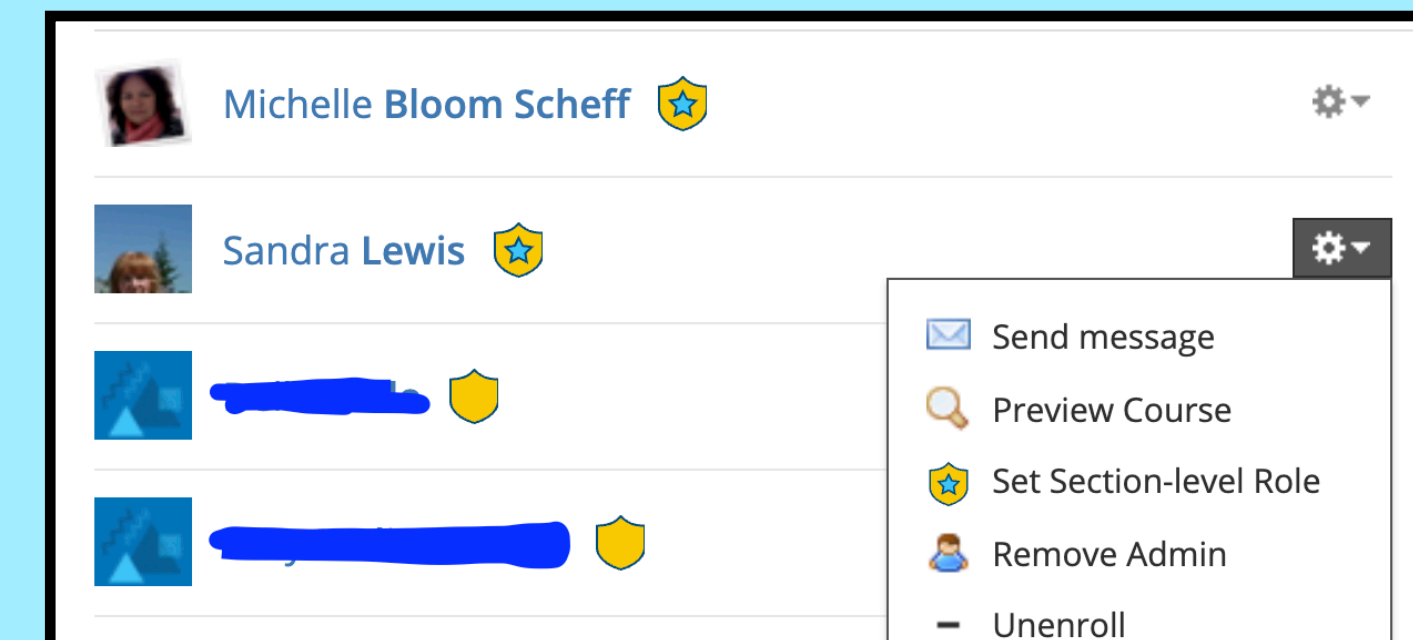 Michelle Bloom Scheff
Sandra Lewis
Send message
Preview Course
Set Section-level Role
Remove Admin
Unenroll